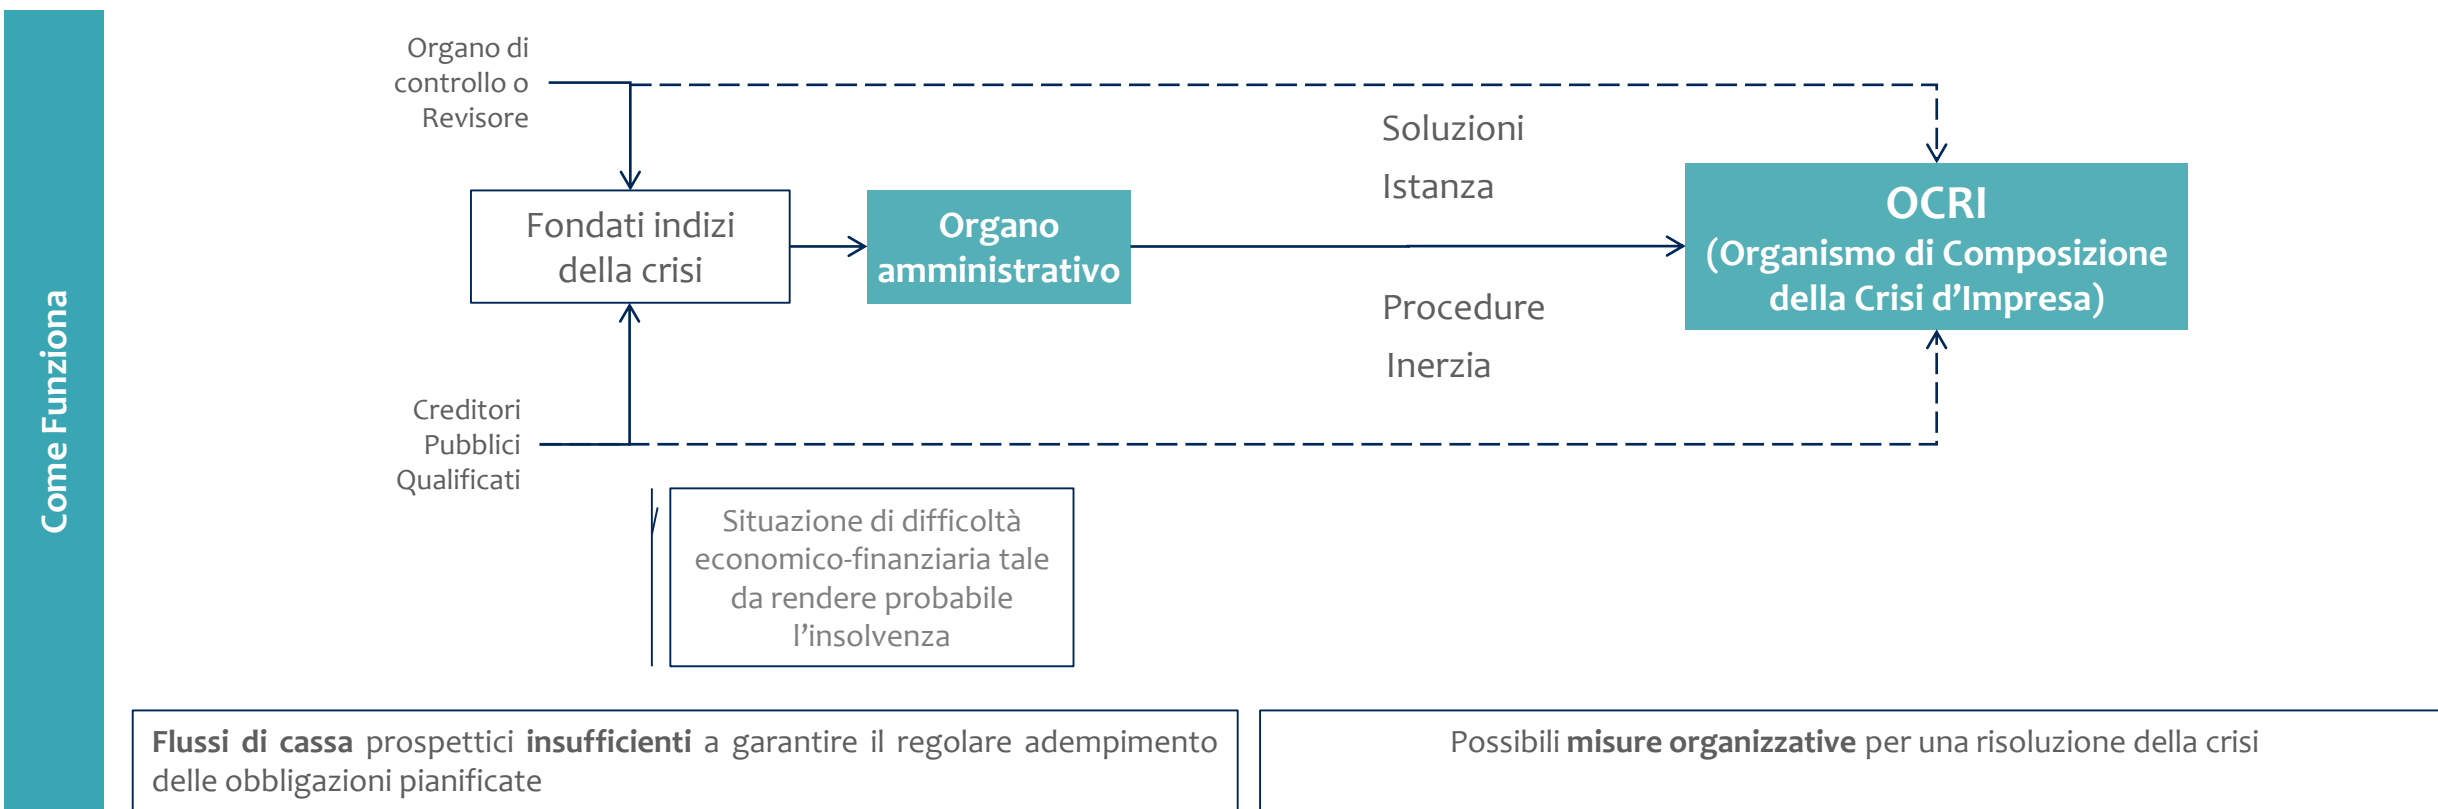 Come Funziona
Organo di
controllo o
Revisore
Soluzioni
Istanza
Fondati indizi
della crisi
Organo
amministrativo
OCRI
(Organismo di Composizione
della Crisi d’Impresa)
Procedure
Inerzia
Creditori
Pubblici
Qualificati
Situazione di difficoltà
economico-finanziaria tale
da rendere probabile
l’insolvenza
Flussi di cassa prospettici insufficienti a garantire il regolare adempimento
delle obbligazioni pianificate
Possibili misure organizzative per una risoluzione della crisi